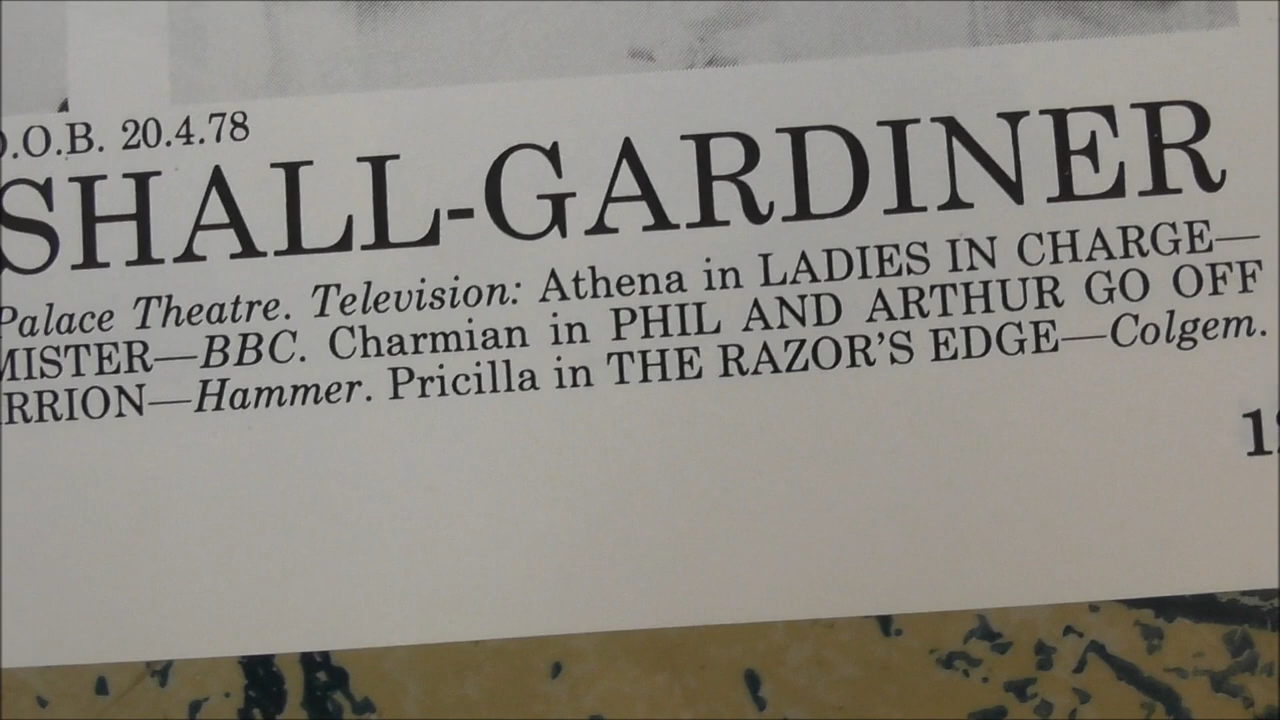 .O.B. 20.4.78
SHALL-GARDINER
Palace Theatre. Television: Athena in LADIES IN CHARGE—
MISTER—BBC. Charmian in PHIL AND ARTHUR GO OFF
RRION—Hammer. Pricilla in THE RAZOR'S EDGE—Colgem.